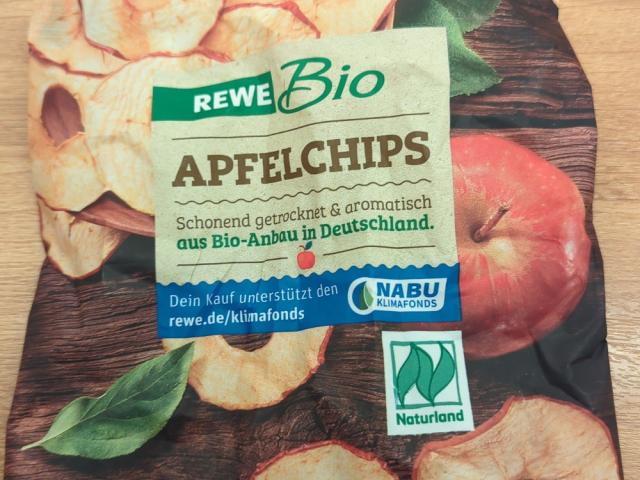 REWE Bio
APFELCHIPS
Schonend getrocknet & aromatisch
aus Bio-Anbau in Deutschland.
Dein Kauf unterstützt den
rewe.de/klimafonds
NABU
KLIMAFONDS
Naturland